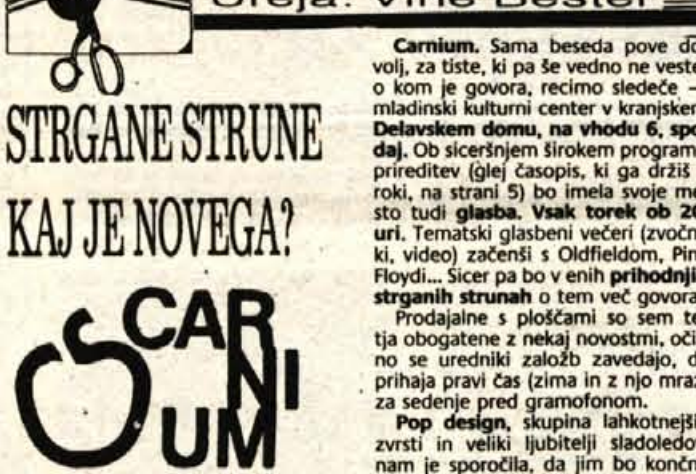 Ureja: Vine Bešter
STRGANE STRUNE
KAJ JE NOVEGA?
CAR
NI
UM
Carnium. Sama beseda pove do
volj, za tiste, ki pa še vedno ne veste
o kom je govora, recimo sledeče –
mladinski kulturni center v kranjskem
Delavskem domu, na vhodu 6, spo
daj. Ob siceršnjem širokem program
prireditev (glej časopis, ki ga držiš
roki, na strani 5) bo imela svoje me
sto tudi glasba. Vsak torek ob 20
uri. Tematski glasbeni večeri (zvočni
ki, video) začenši s Oldfieldom, Pin
Floydi... Sicer pa bo v enih prihodnji
strganih strunah o tem več govora
Prodajalne s ploščami so sem te
tja obogatene z nekaj novostmi, oči
no se uredniki založb zavedajo, d
prihaja pravi čas (zima in z njo mraz
za sedenje pred gramofonom.
Pop design, skupina lahkotnejši
zvrsti in veliki ljubitelji sladoledo
nam je sporočila, da jim bo končn